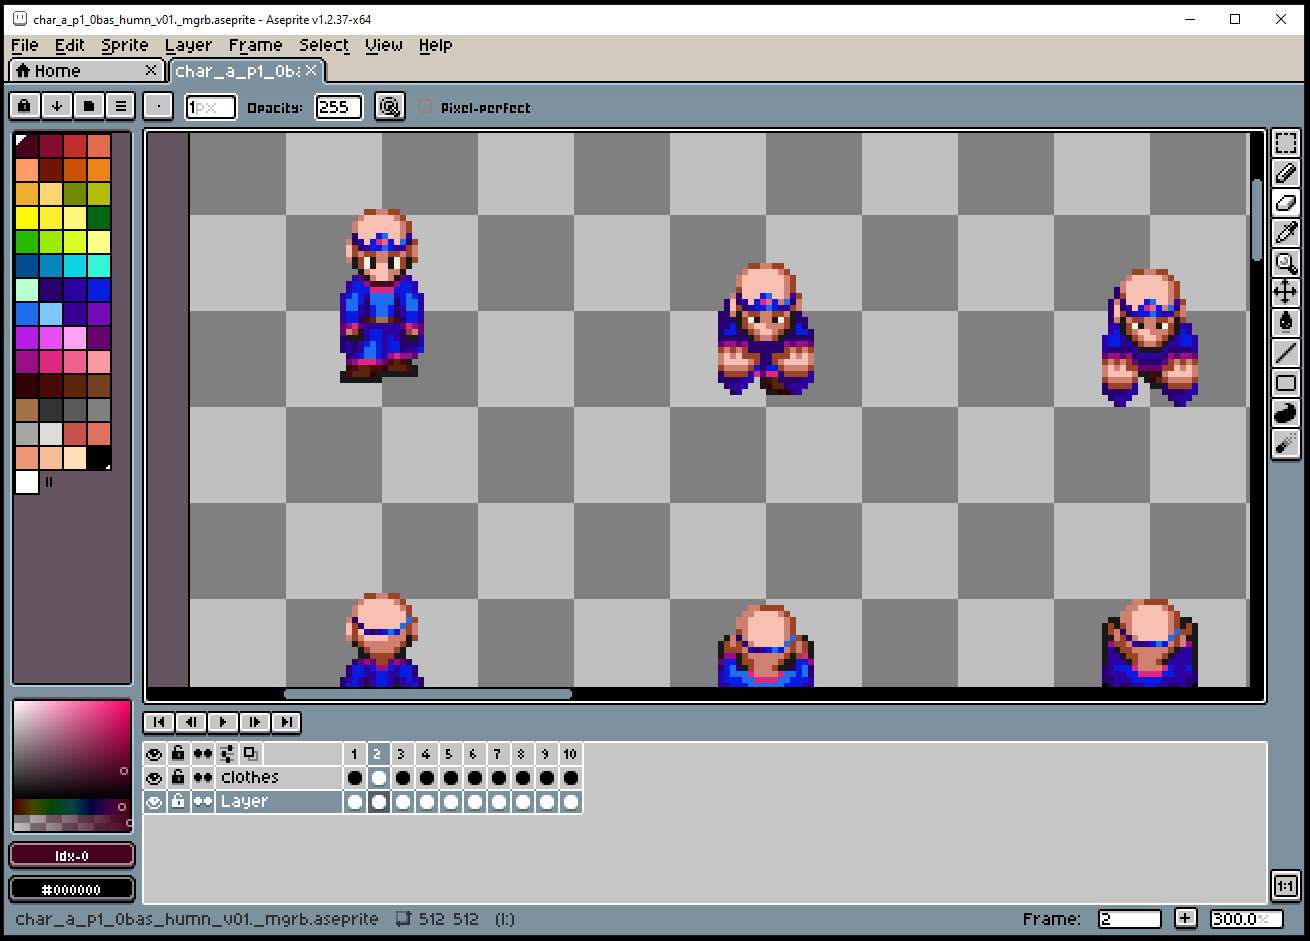 char_a_p1_0bas_humn_v01._mgrb.aseprite - Aseprite v1.2.37-x64
File Edit Sprite Layer Frame Select View Help
Home char_a_p1_0ba
1px Opacity: 255 Pixel-perfect
1 2 3 4 5 6 7 8 9 10
clothes
Layer
Idx-0
#000000
1:1
char_a_p1_0bas_humn_v01._mgrb.aseprite 512 512 (I:) Frame: 2 + 300.0%